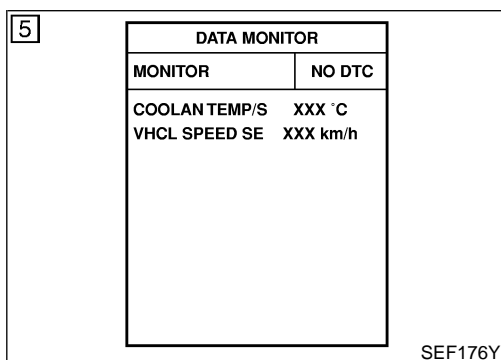 5
DATA MONITOR
MONITOR NO DTC
COOLAN TEMP/S XXX °C
VHCL SPEED SE XXX km/h
SEF176Y